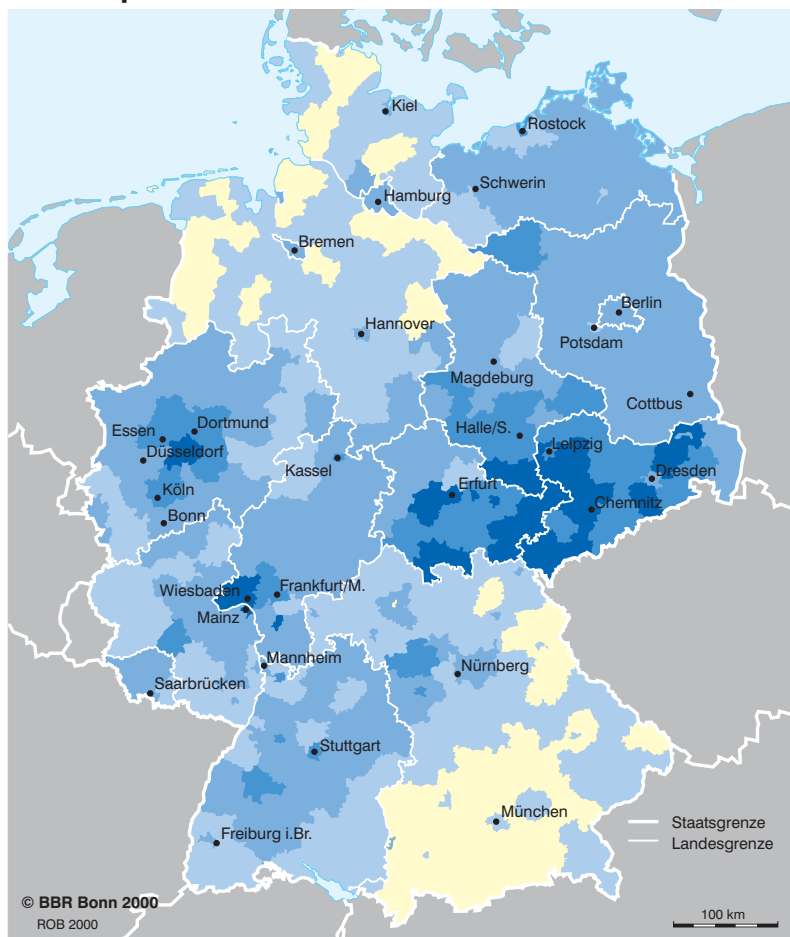 Kiel
Rostock
Schwerin
Hamburg
Bremen
Berlin
Hannover
Potsdam
Magdeburg
Cottbus
Dortmund
Essen
Halle/S.
Leipzig
Düsseldorf
Kassel
Dresden
Erfurt
Köln
Chemnitz
Bonn
Wiesbaden
Frankfurt/M.
Mainz
Mannheim
Nürnberg
Saarbrücken
Stuttgart
München
Staatsgrenze
Freiburg i.Br.
Landesgrenze
© BBR Bonn 2000
ROB 2000
100 km